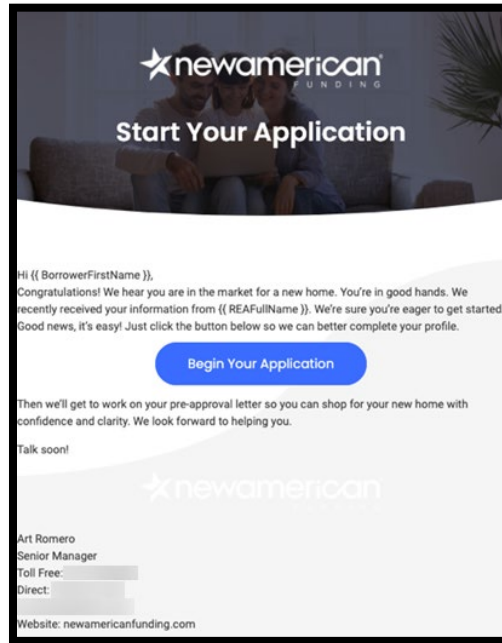 newamerican
FUNDING
Start Your Application
Hi {{ BorrowerFirstName }},
Congratulations! We hear you are in the market for a new home. You're in good hands. We
recently received your information from {{ REAFullName }}. We're sure you're eager to get started
Good news, it's easy! Just click the button below so we can better complete your profile.
Begin Your Application
Then we'll get to work on your pre-approval letter so you can shop for your new home with
confidence and clarity. We look forward to helping you.
Talk soon!
newamerican
FUNDING
Art Romero
Senior Manager
Toll Free:
Direct:
Website: newamericanfunding.com